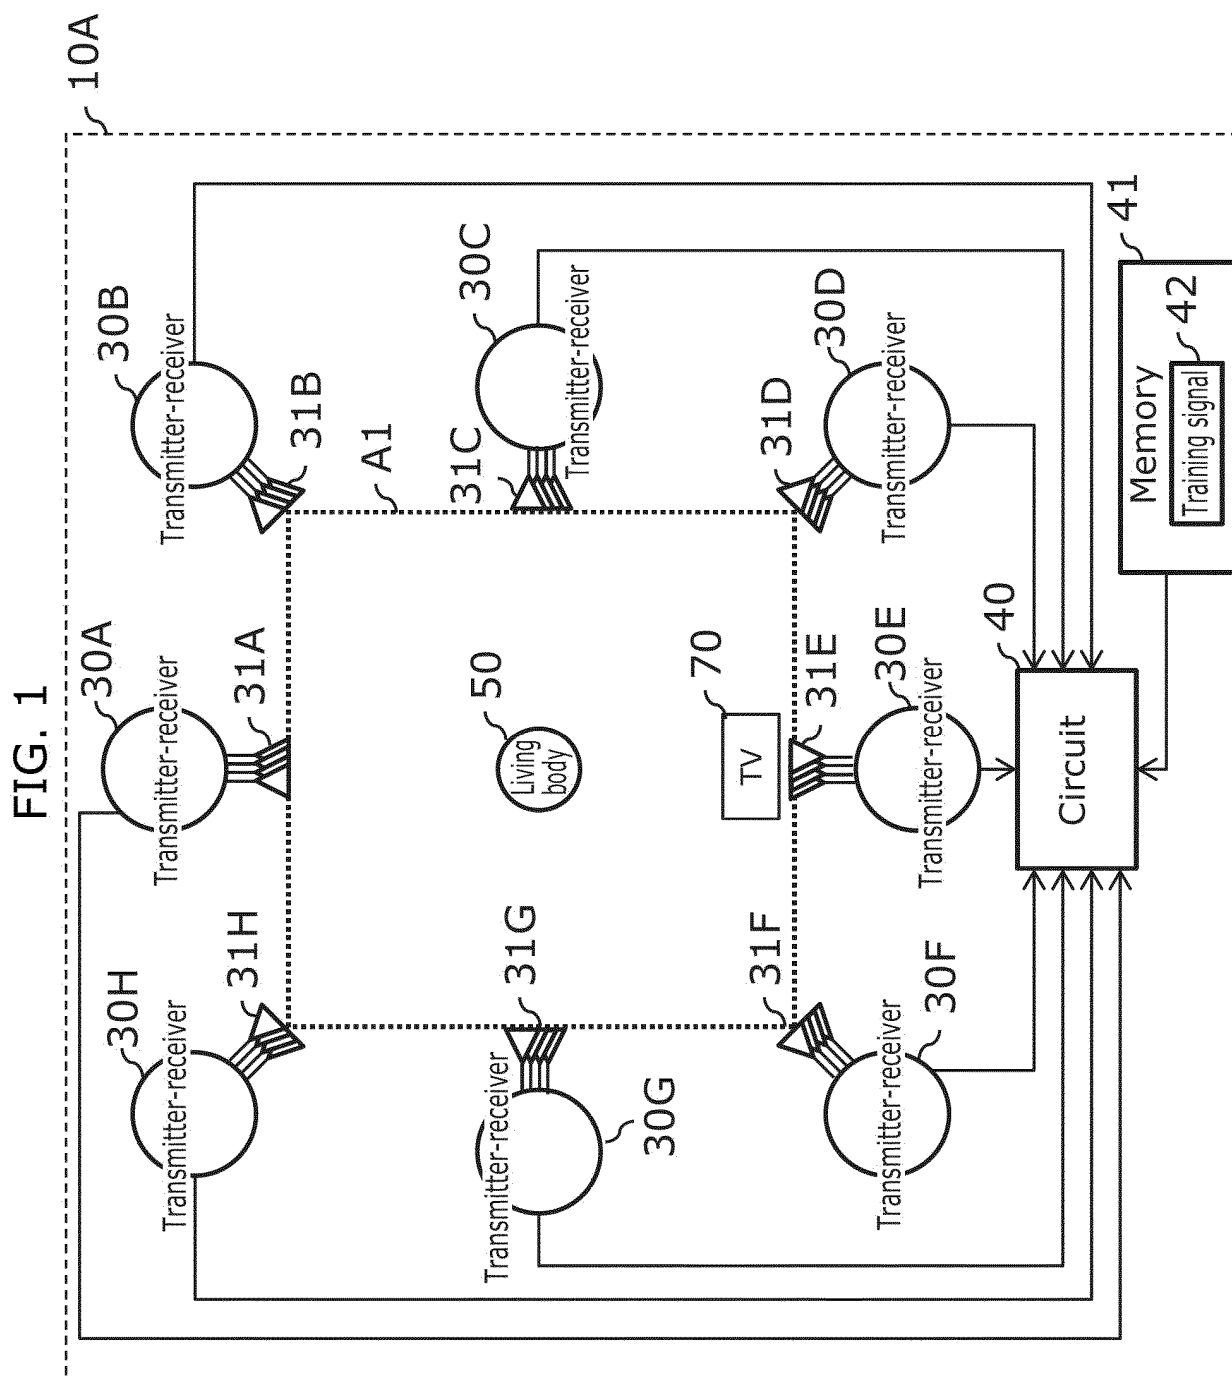 FIG. 1
10A
30A
Transmitter-receiver
31A
30B
Transmitter-receiver
31B
30H
Transmitter-receiver
31H
A1
30C
Transmitter-receiver
31C
50
Living
body
31G
Transmitter-receiver
30G
70
TV
31D
30D
Transmitter-receiver
31E
30E
Transmitter-receiver
31F
30F
Transmitter-receiver
40
Circuit
41
Memory
42
Training signal